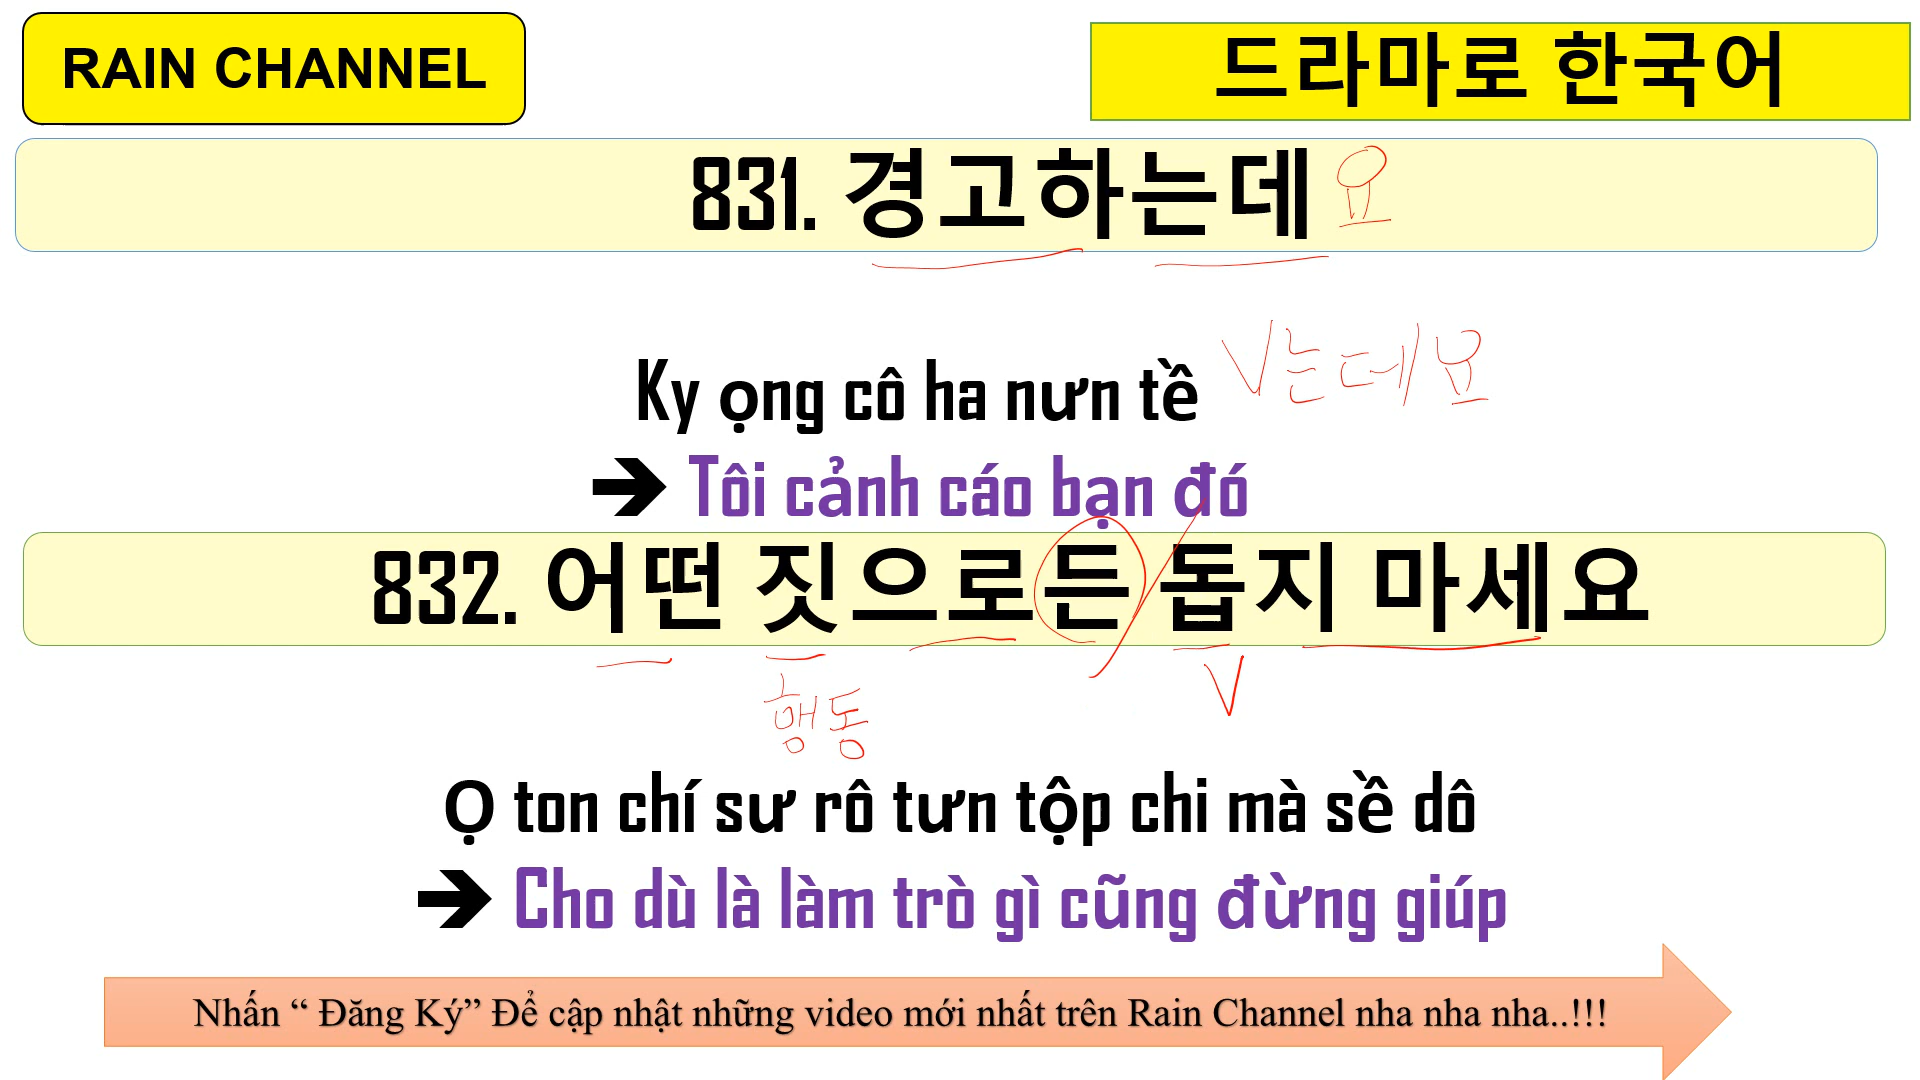 RAIN CHANNEL
드라마로 한국어
831. 경고하는데 요
Ky ọng cô ha nưn tề V는데요
➔ Tôi cảnh cáo bạn đó
832. 어떤 짓으로든 돕지 마세요
V
행동
Ọ ton chí sư rô tưn tộp chi mà sề dô
➔ Cho dù là làm trò gì cũng đừng giúp
Nhấn “ Đăng Ký” Để cập nhật những video mới nhất trên Rain Channel nha nha nha..!!!